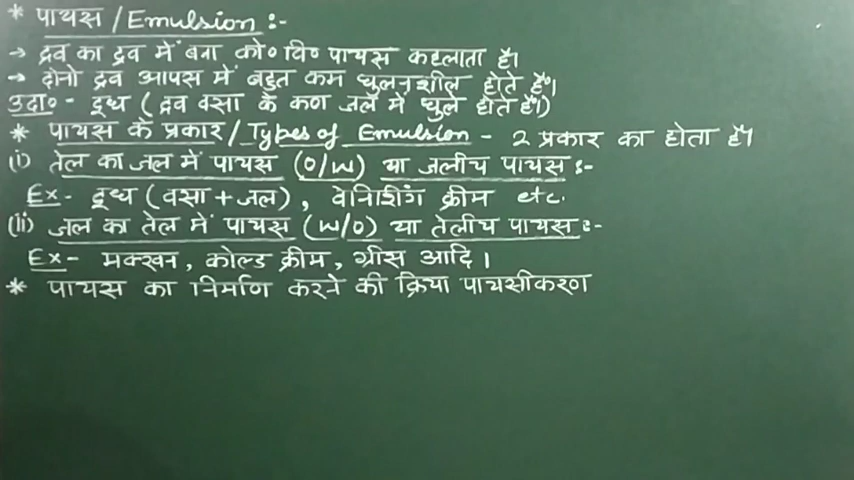 * पायस / Emulsion :-
→ द्रव का द्रव में बना को० वि० पायस कहलाता है।
→ दोनो द्रव आपस में बहुत कम घुलनशील होते हैं।
उदा० - दूध ( द्रव वसा के कण जल में घुले होते हैं।)
* पायस के प्रकार / Types of Emulsion - 2 प्रकार का होता है।
(i) तेल का जल में पायस (O/W) या जलीय पायस :-
Ex - दूध (वसा + जल), वेनिशिंग क्रीम etc.
(ii) जल का तेल में पायस (W/O) या तेलीय पायस :-
Ex - मक्खन, कोल्ड क्रीम, ग्रीस आदि ।
* पायस का निर्माण करने की क्रिया पायसीकरण